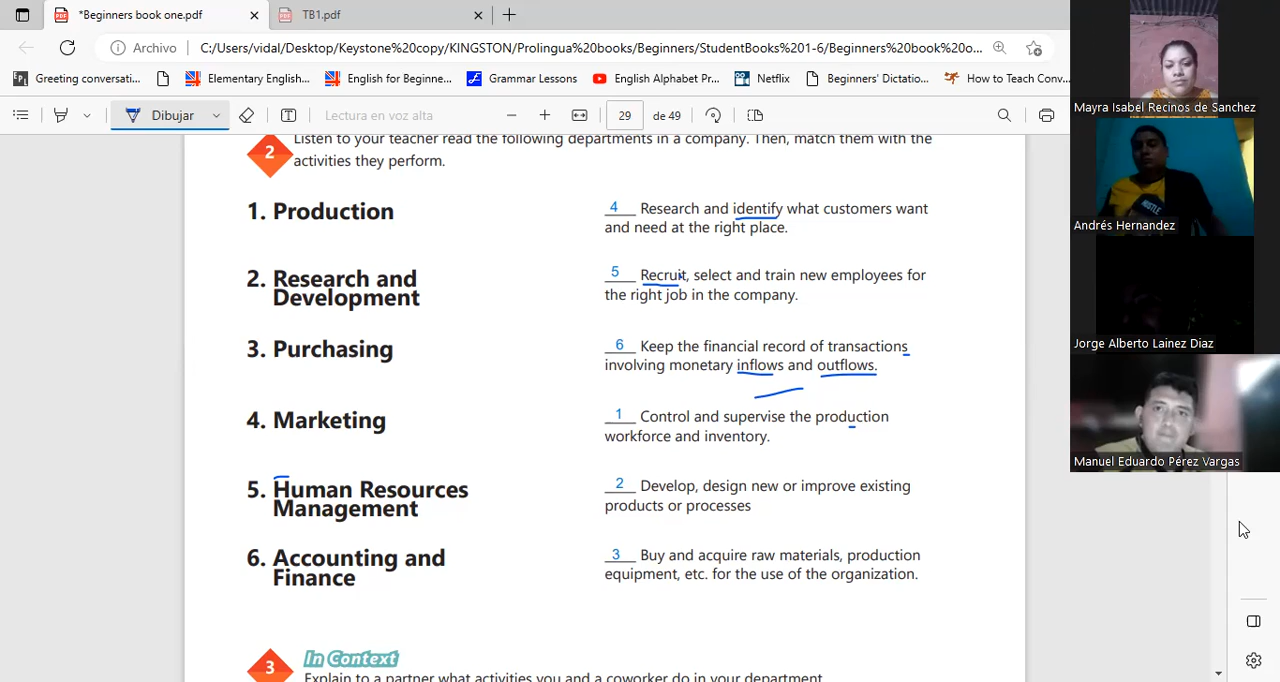 *Beginners book one.pdf
TB1.pdf
Archivo
C:/Users/vidal/Desktop/Keystone%20copy/KINGSTON/Prolingua%20books/Beginners/StudentBooks%201-6/Beginners%20book%20o...
Greeting conversati...
Elementary English...
English for Beginne...
Grammar Lessons
English Alphabet Pr...
Netflix
Beginners' Dictatio...
How to Teach Conv...
Dibujar
Lectura en voz alta
29
de 49
2
Listen to your teacher read the following departments in a company. Then, match them with the
activities they perform.
1. Production
4 Research and identify what customers want
and need at the right place.
2. Research and
Development
5 Recruit, select and train new employees for
the right job in the company.
3. Purchasing
6 Keep the financial record of transactions
involving monetary inflows and outflows.
4. Marketing
1 Control and supervise the production
workforce and inventory.
5. Human Resources
Management
2 Develop, design new or improve existing
products or processes
6. Accounting and
Finance
3 Buy and acquire raw materials, production
equipment, etc. for the use of the organization.
3
In Context
Explain to a partner what activities you and a coworker do in your department
Mayra Isabel Recinos de Sanchez
Andrés Hernandez
Jorge Alberto Lainez Diaz
Manuel Eduardo Pérez Vargas